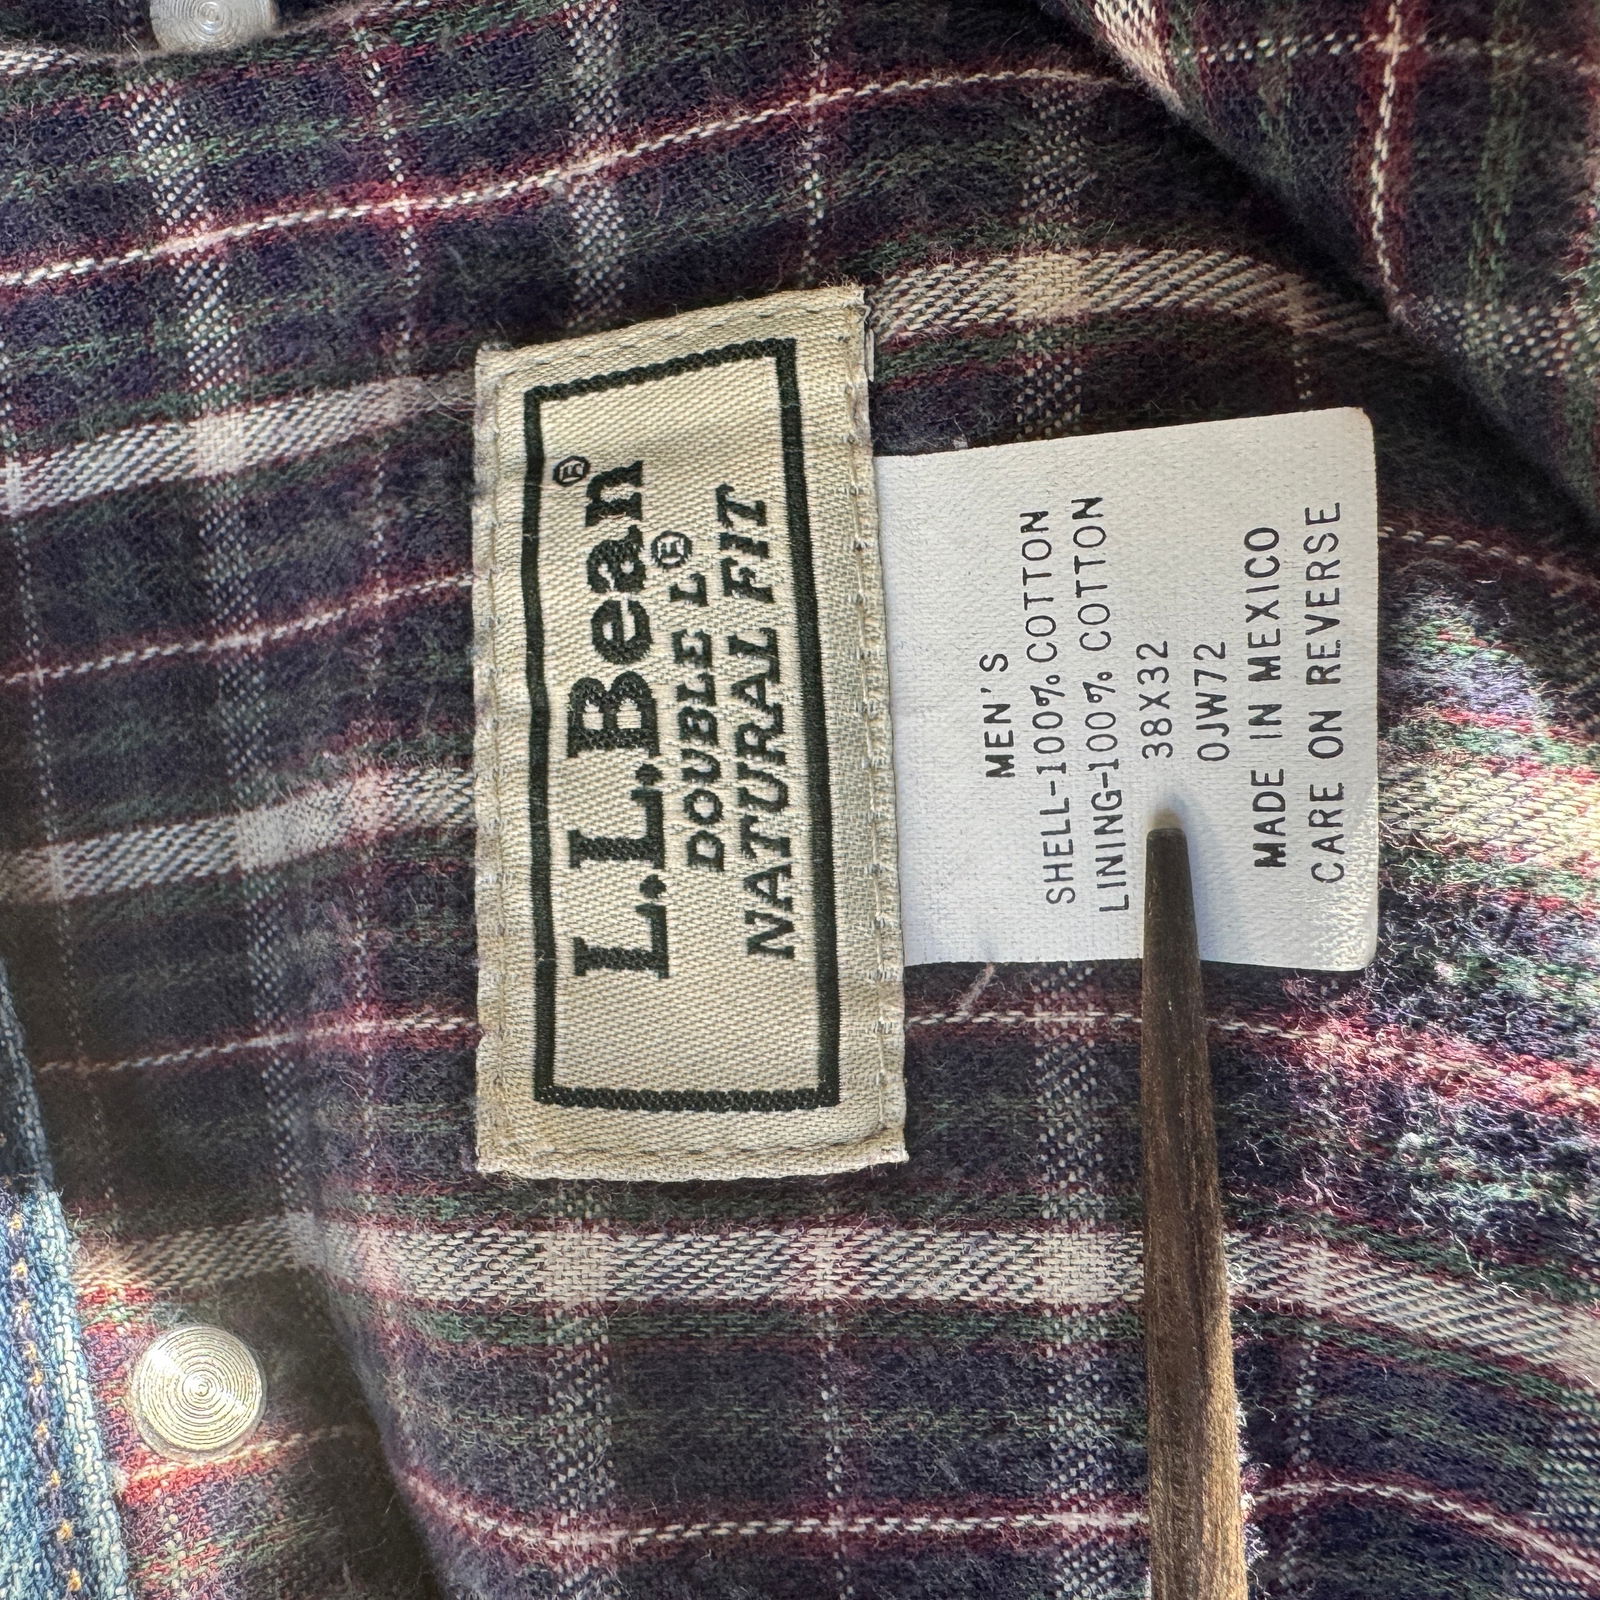 L.L.Bean®
DOUBLE L®
NATURAL FIT
MEN'S
SHELL-100% COTTON
LINING-100% COTTON
38X32
0JW72
MADE IN MEXICO
CARE ON REVERSE